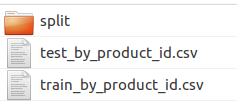 split
test_by_product_id.csv
train_by_product_id.csv